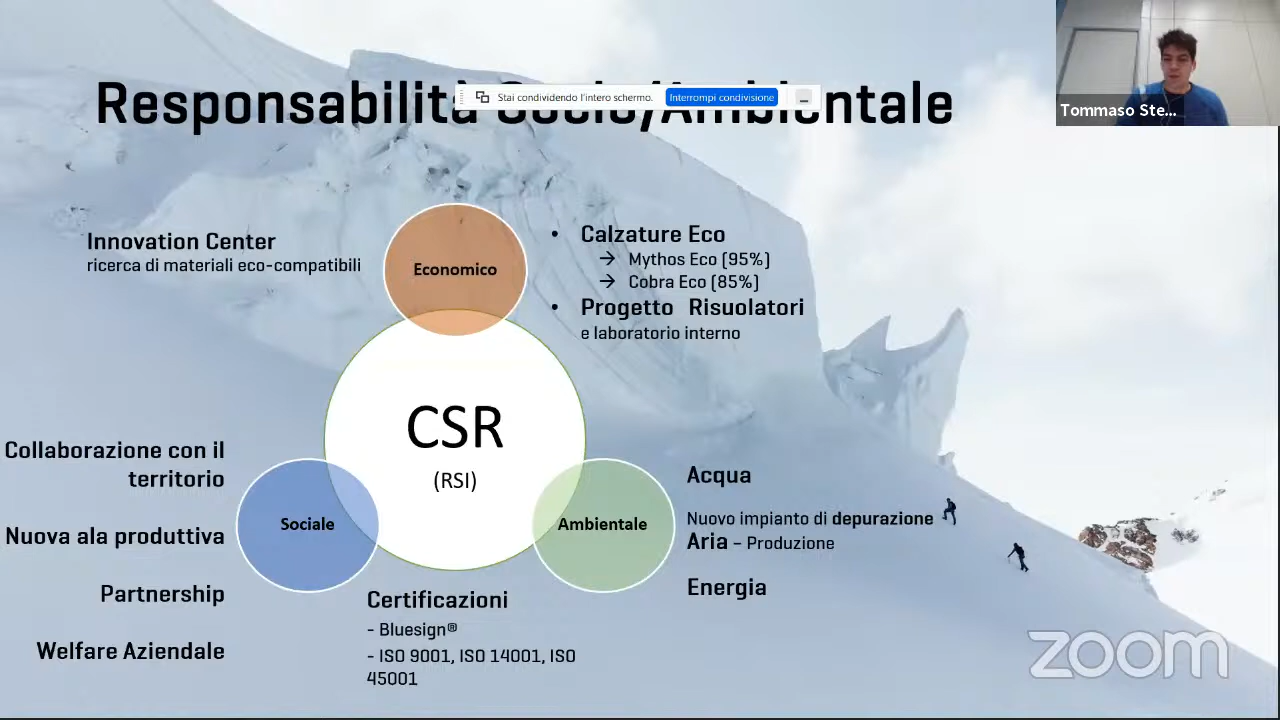 Responsabilità Socio/Ambientale
Stai condividendo l'intero schermo.
Interrompi condivisione
Tommaso Ste...
Innovation Center
ricerca di materiali eco-compatibili
Economico
• Calzature Eco
→ Mythos Eco (95%)
→ Cobra Eco (85%)
• Progetto Risuolatori
e laboratorio interno
CSR
(RSI)
Collaborazione con il
territorio
Nuova ala produttiva
Partnership
Welfare Aziendale
Sociale
Ambientale
Acqua
Nuovo impianto di depurazione
Aria – Produzione
Energia
Certificazioni
- Bluesign®
- ISO 9001, ISO 14001, ISO
45001
zoom